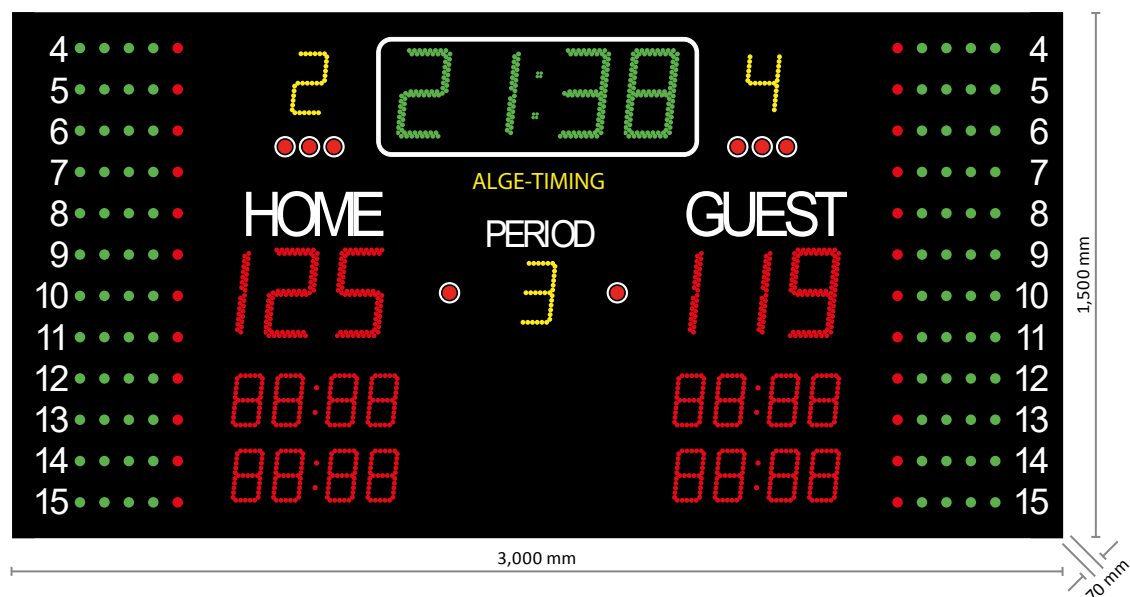 4 2 21:38 4 4
5 5
6 6
7 ALGE-TIMING 7
8 HOME GUEST 8
PERIOD
9 9
10 125 3 119 10
11 11
12 88:88 88:88 12
13 13
14 88:88 88:88 14
15 15
1,500 mm
3,000 mm
70 mm